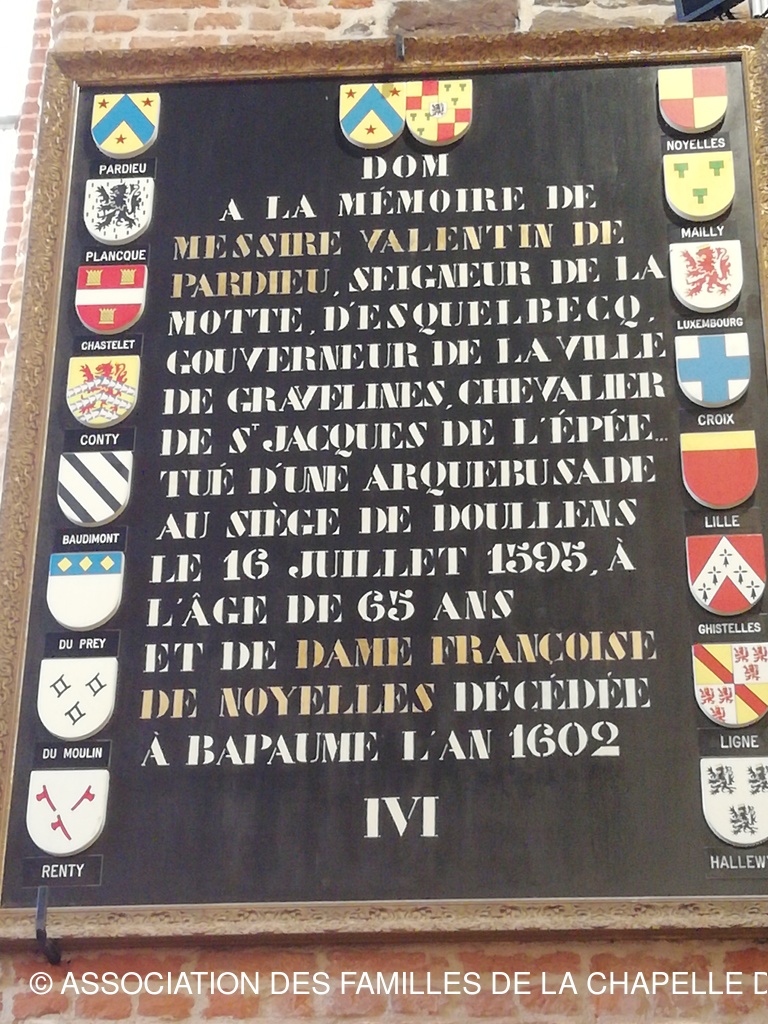 DOM
A LA MÉMOIRE DE
MESSIRE VALENTIN DE
PARDIEU, SEIGNEUR DE LA
MOTTE, D'ESQUELBECQ,
GOUVERNEUR DE LA VILLE
DE GRAVELINES, CHEVALIER
DE ST JACQUES DE L'ÉPÉE...
TUÉ D'UNE ARQUEBUSADE
AU SIÈGE DE DOULLENS
LE 16 JUILLET 1595, À
L'ÂGE DE 65 ANS
ET DE DAME FRANÇOISE
DE NOYELLES DÉCÉDÉE
À BAPAUME L'AN 1602
IVI
PARDIEU
PLANCQUE
CHASTELET
CONTY
BAUDIMONT
DU PREY
DU MOULIN
RENTY
NOYELLES
MAILLY
LUXEMBOURG
CROIX
LILLE
GHISTELLES
LIGNE
HALLEWY
© ASSOCIATION DES FAMILLES DE LA CHAPELLE D